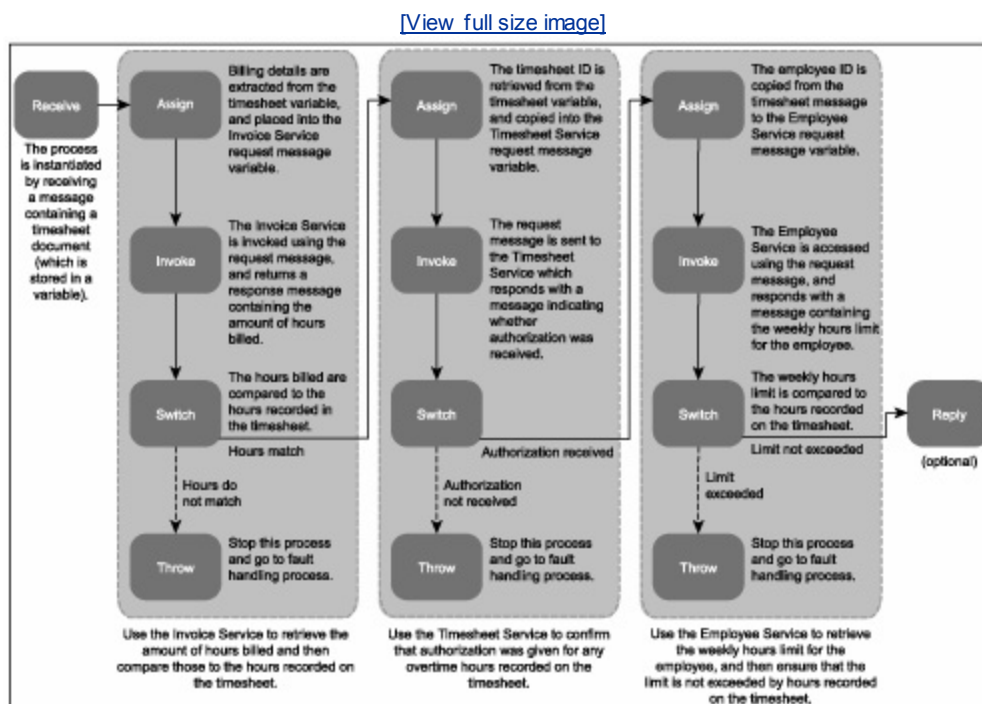 [View full size image]
Receive
The process
is instantiated
by receiving
a message
containing a
timesheet
document
(which is
stored in a
variable).
Assign
Billing details are
extracted from the
timesheet variable,
and placed into the
Invoice Service
request message
variable.
Invoke
The Invoice Service
is invoked using the
request message,
and returns a
response message
containing the
amount of hours
billed.
Switch
The hours billed are
compared to the
hours recorded in
the timesheet.
Hours match
Hours do
not match
Throw
Stop this process
and go to fault
handling process.
Use the Invoice Service to retrieve the
amount of hours billed and then
compare those to the hours recorded on
the timesheet.
Assign
The timesheet ID is
retrieved from the
timesheet variable,
and copied into the
Timesheet Service
request message
variable.
Invoke
The request
message is sent to
the Timesheet
Service which
responds with a
message indicating
whether
authorization was
received.
Switch
Authorization received
Authorization
not received
Throw
Stop this process
and go to fault
handling process.
Use the Timesheet Service to confirm
that authorization was given for any
overtime hours recorded on the
timesheet.
Assign
The employee ID is
copied from the
timesheet message
to the Employee
Service request
message variable.
Invoke
The Employee
Service is accessed
using the request
message, and
responds with a
message containing
the weekly hours limit
for the employee.
Switch
The weekly hours
limit is compared to
the hours recorded
on the timesheet.
Limit not exceeded
Limit
exceeded
Throw
Stop this process
and go to fault
handling process.
Use the Employee Service to retrieve
the weekly hours limit for the
employee, and then ensure that the
limit is not exceeded by hours recorded
on the timesheet.
Reply
(optional)